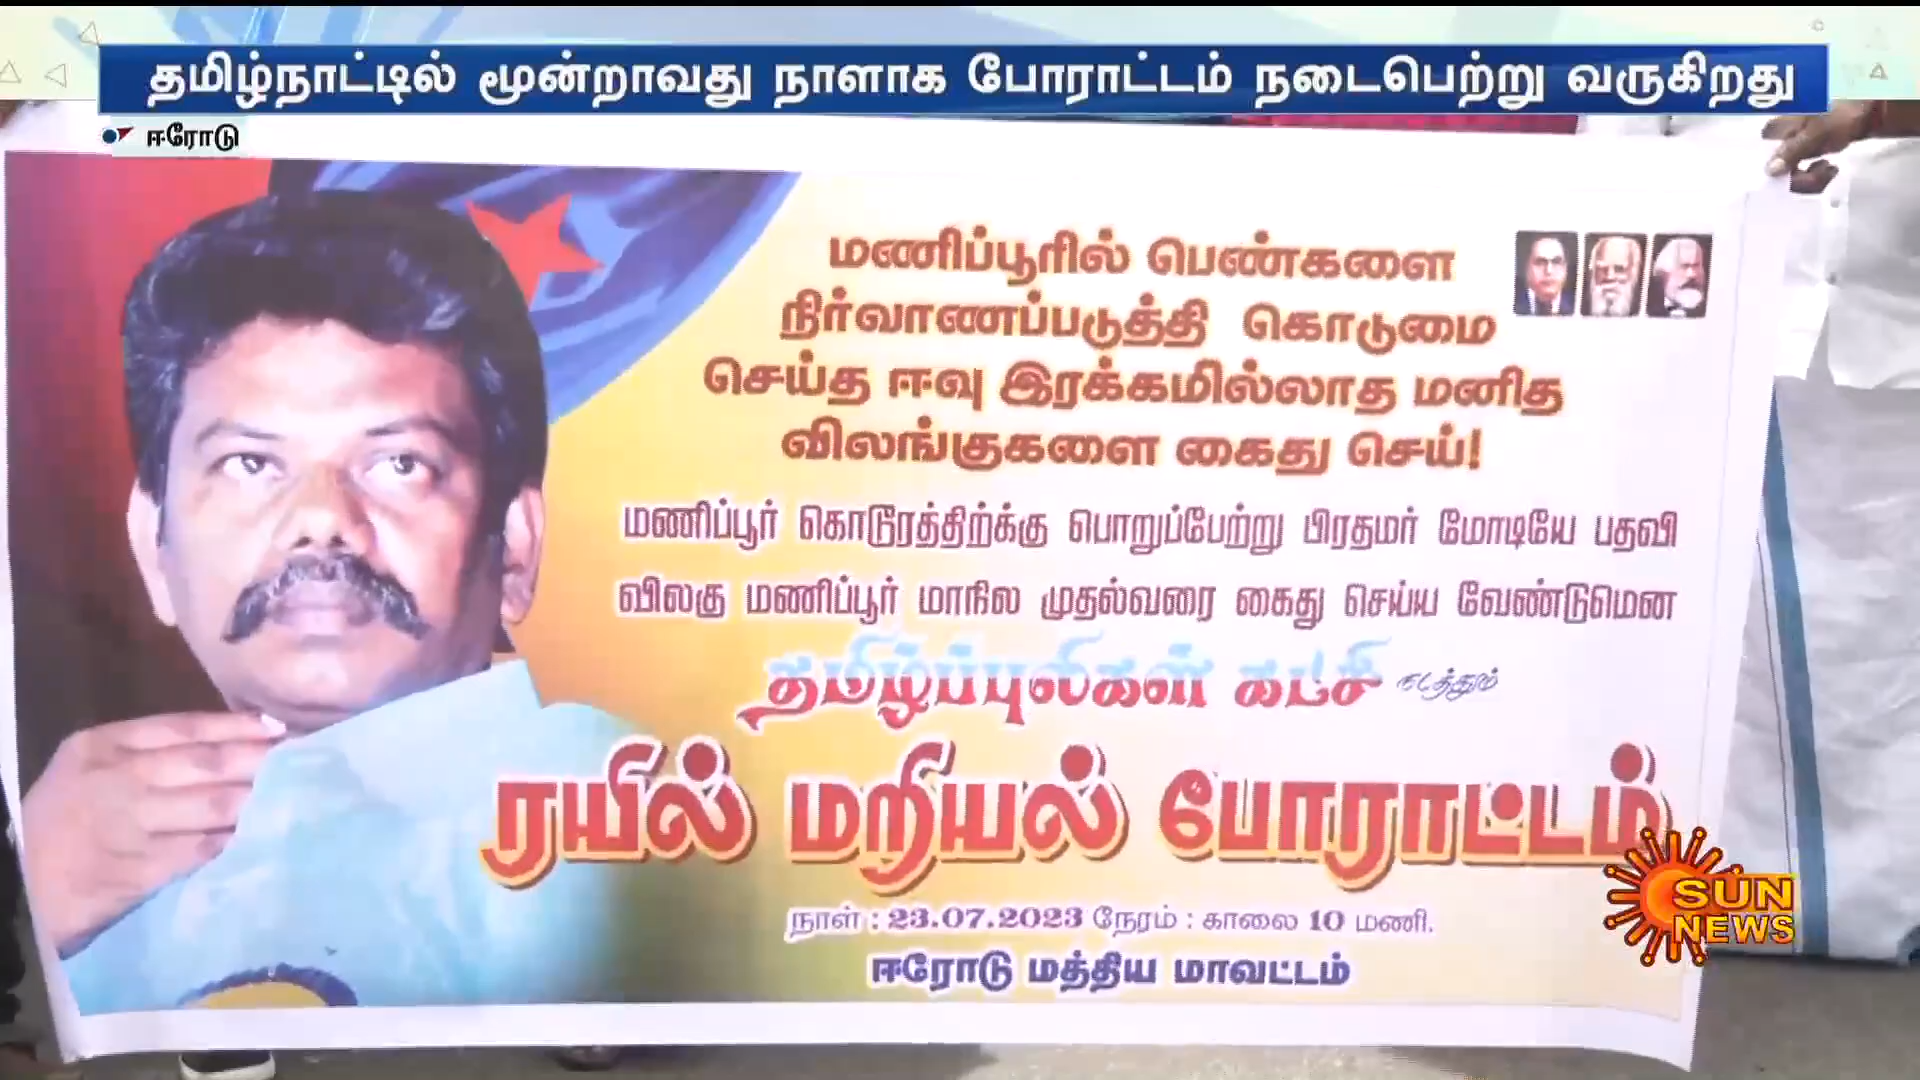 தமிழ்நாட்டில் மூன்றாவது நாளாக போராட்டம் நடைபெற்று வருகிறது
ஈரோடு
மணிப்பூரில் பெண்களை
நிர்வாணப்படுத்தி கொடுமை
செய்த ஈவு இரக்கமில்லாத மனித
விலங்குகளை கைது செய்!
மணிப்பூர் கொடூரத்திற்க்கு பொறுப்பேற்று பிரதமர் மோடியே பதவி
விலகு மணிப்பூர் மாநில முதல்வரை கைது செய்ய வேண்டுமென
தமிழ்ப்புலிகள் கட்சி நடத்தும்
ரயில் மறியல் போராட்டம்
நாள் : 23.07.2023 நேரம் : காலை 10 மணி.
ஈரோடு மத்திய மாவட்டம்
SUN
NEWS